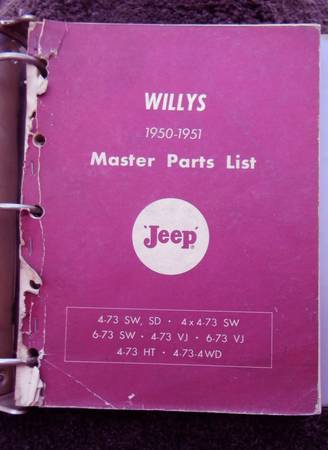 WILLYS
1950-1951
Master Parts List
'Jeep'®
4-73 SW, SD • 4x4-73 SW
6-73 SW • 4-73 VJ • 6-73 VJ
4-73 HT • 4-73-4WD